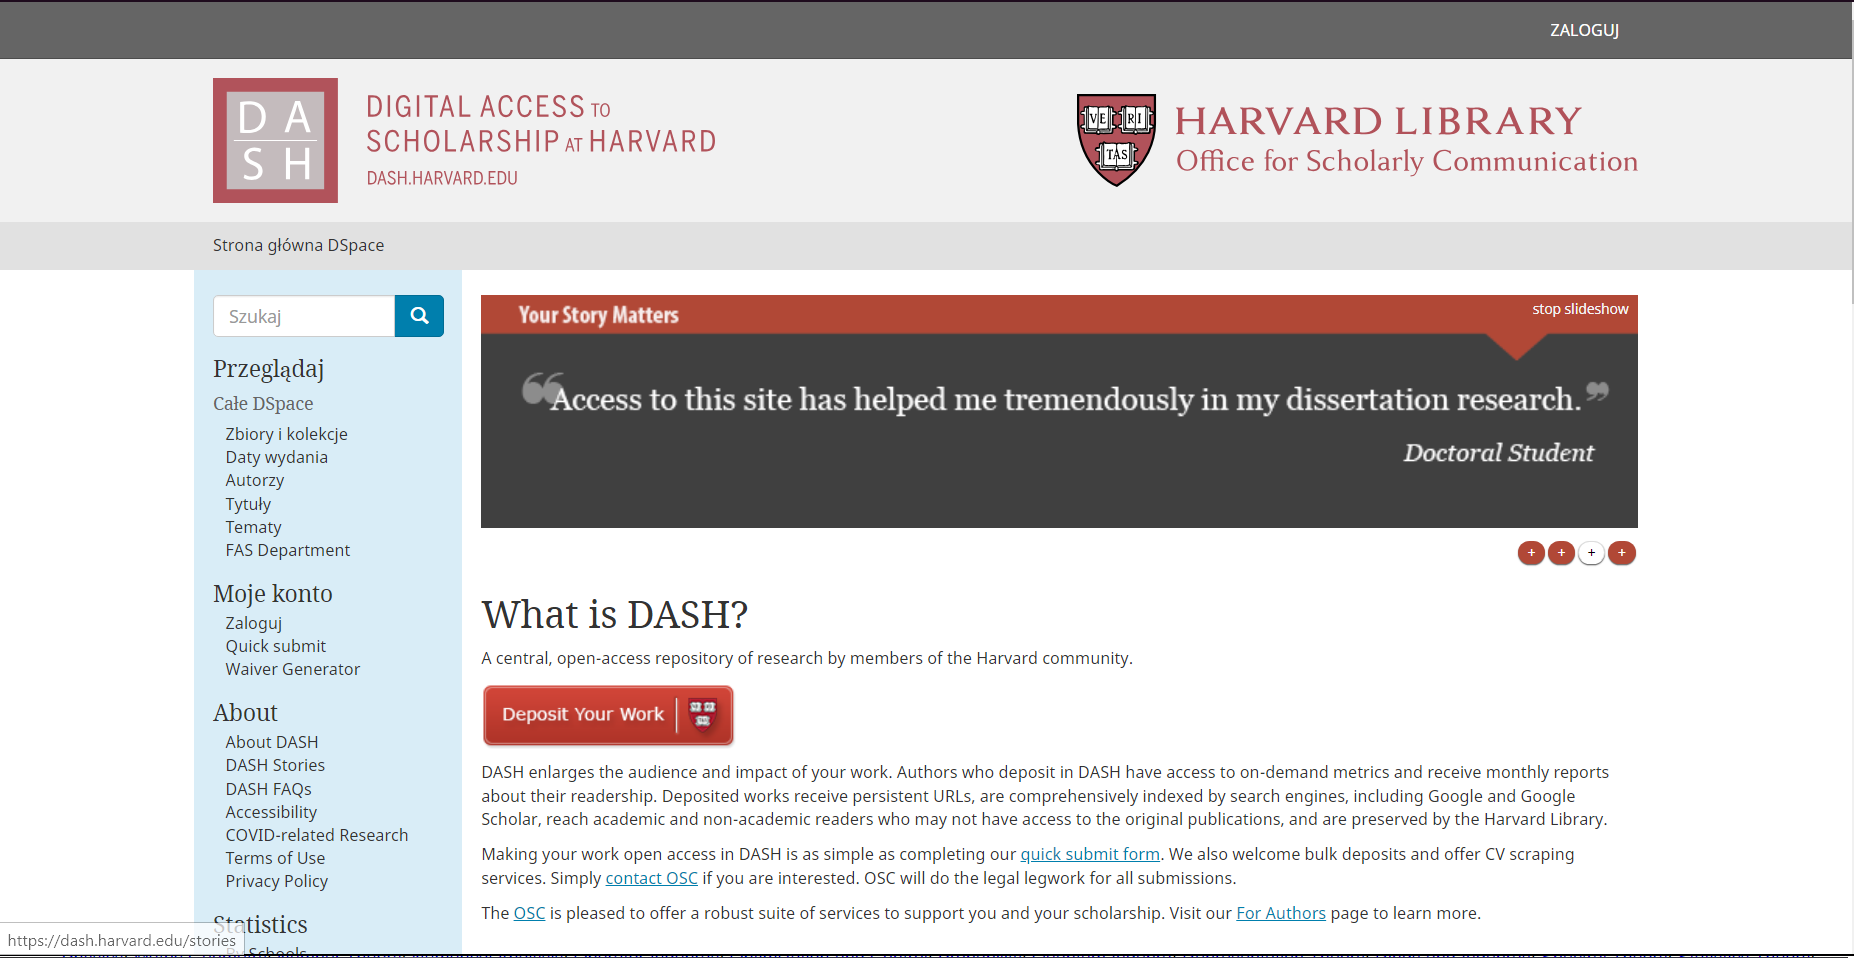 ZALOGUJ
DA
SH
DIGITAL ACCESS TO
SCHOLARSHIP AT HARVARD
DASH.HARVARD.EDU
VE RI
TAS
HARVARD LIBRARY
Office for Scholarly Communication
Strona główna DSpace
Szukaj
Przeglądaj
Całe DSpace
Zbiory i kolekcje
Daty wydania
Autorzy
Tytuły
Tematy
FAS Department
Moje konto
Zaloguj
Quick submit
Waiver Generator
About
About DASH
DASH Stories
DASH FAQs
Accessibility
COVID-related Research
Terms of Use
Privacy Policy
Statistics
By Schools
https://dash.harvard.edu/stories
Your Story Matters
stop slideshow
“Access to this site has helped me tremendously in my dissertation research.”
Doctoral Student
+ + + +
What is DASH?
A central, open-access repository of research by members of the Harvard community.
Deposit Your Work
DASH enlarges the audience and impact of your work. Authors who deposit in DASH have access to on-demand metrics and receive monthly reports
about their readership. Deposited works receive persistent URLs, are comprehensively indexed by search engines, including Google and Google
Scholar, reach academic and non-academic readers who may not have access to the original publications, and are preserved by the Harvard Library.
Making your work open access in DASH is as simple as completing our quick submit form. We also welcome bulk deposits and offer CV scraping
services. Simply contact OSC if you are interested. OSC will do the legal legwork for all submissions.
The OSC is pleased to offer a robust suite of services to support you and your scholarship. Visit our For Authors page to learn more.